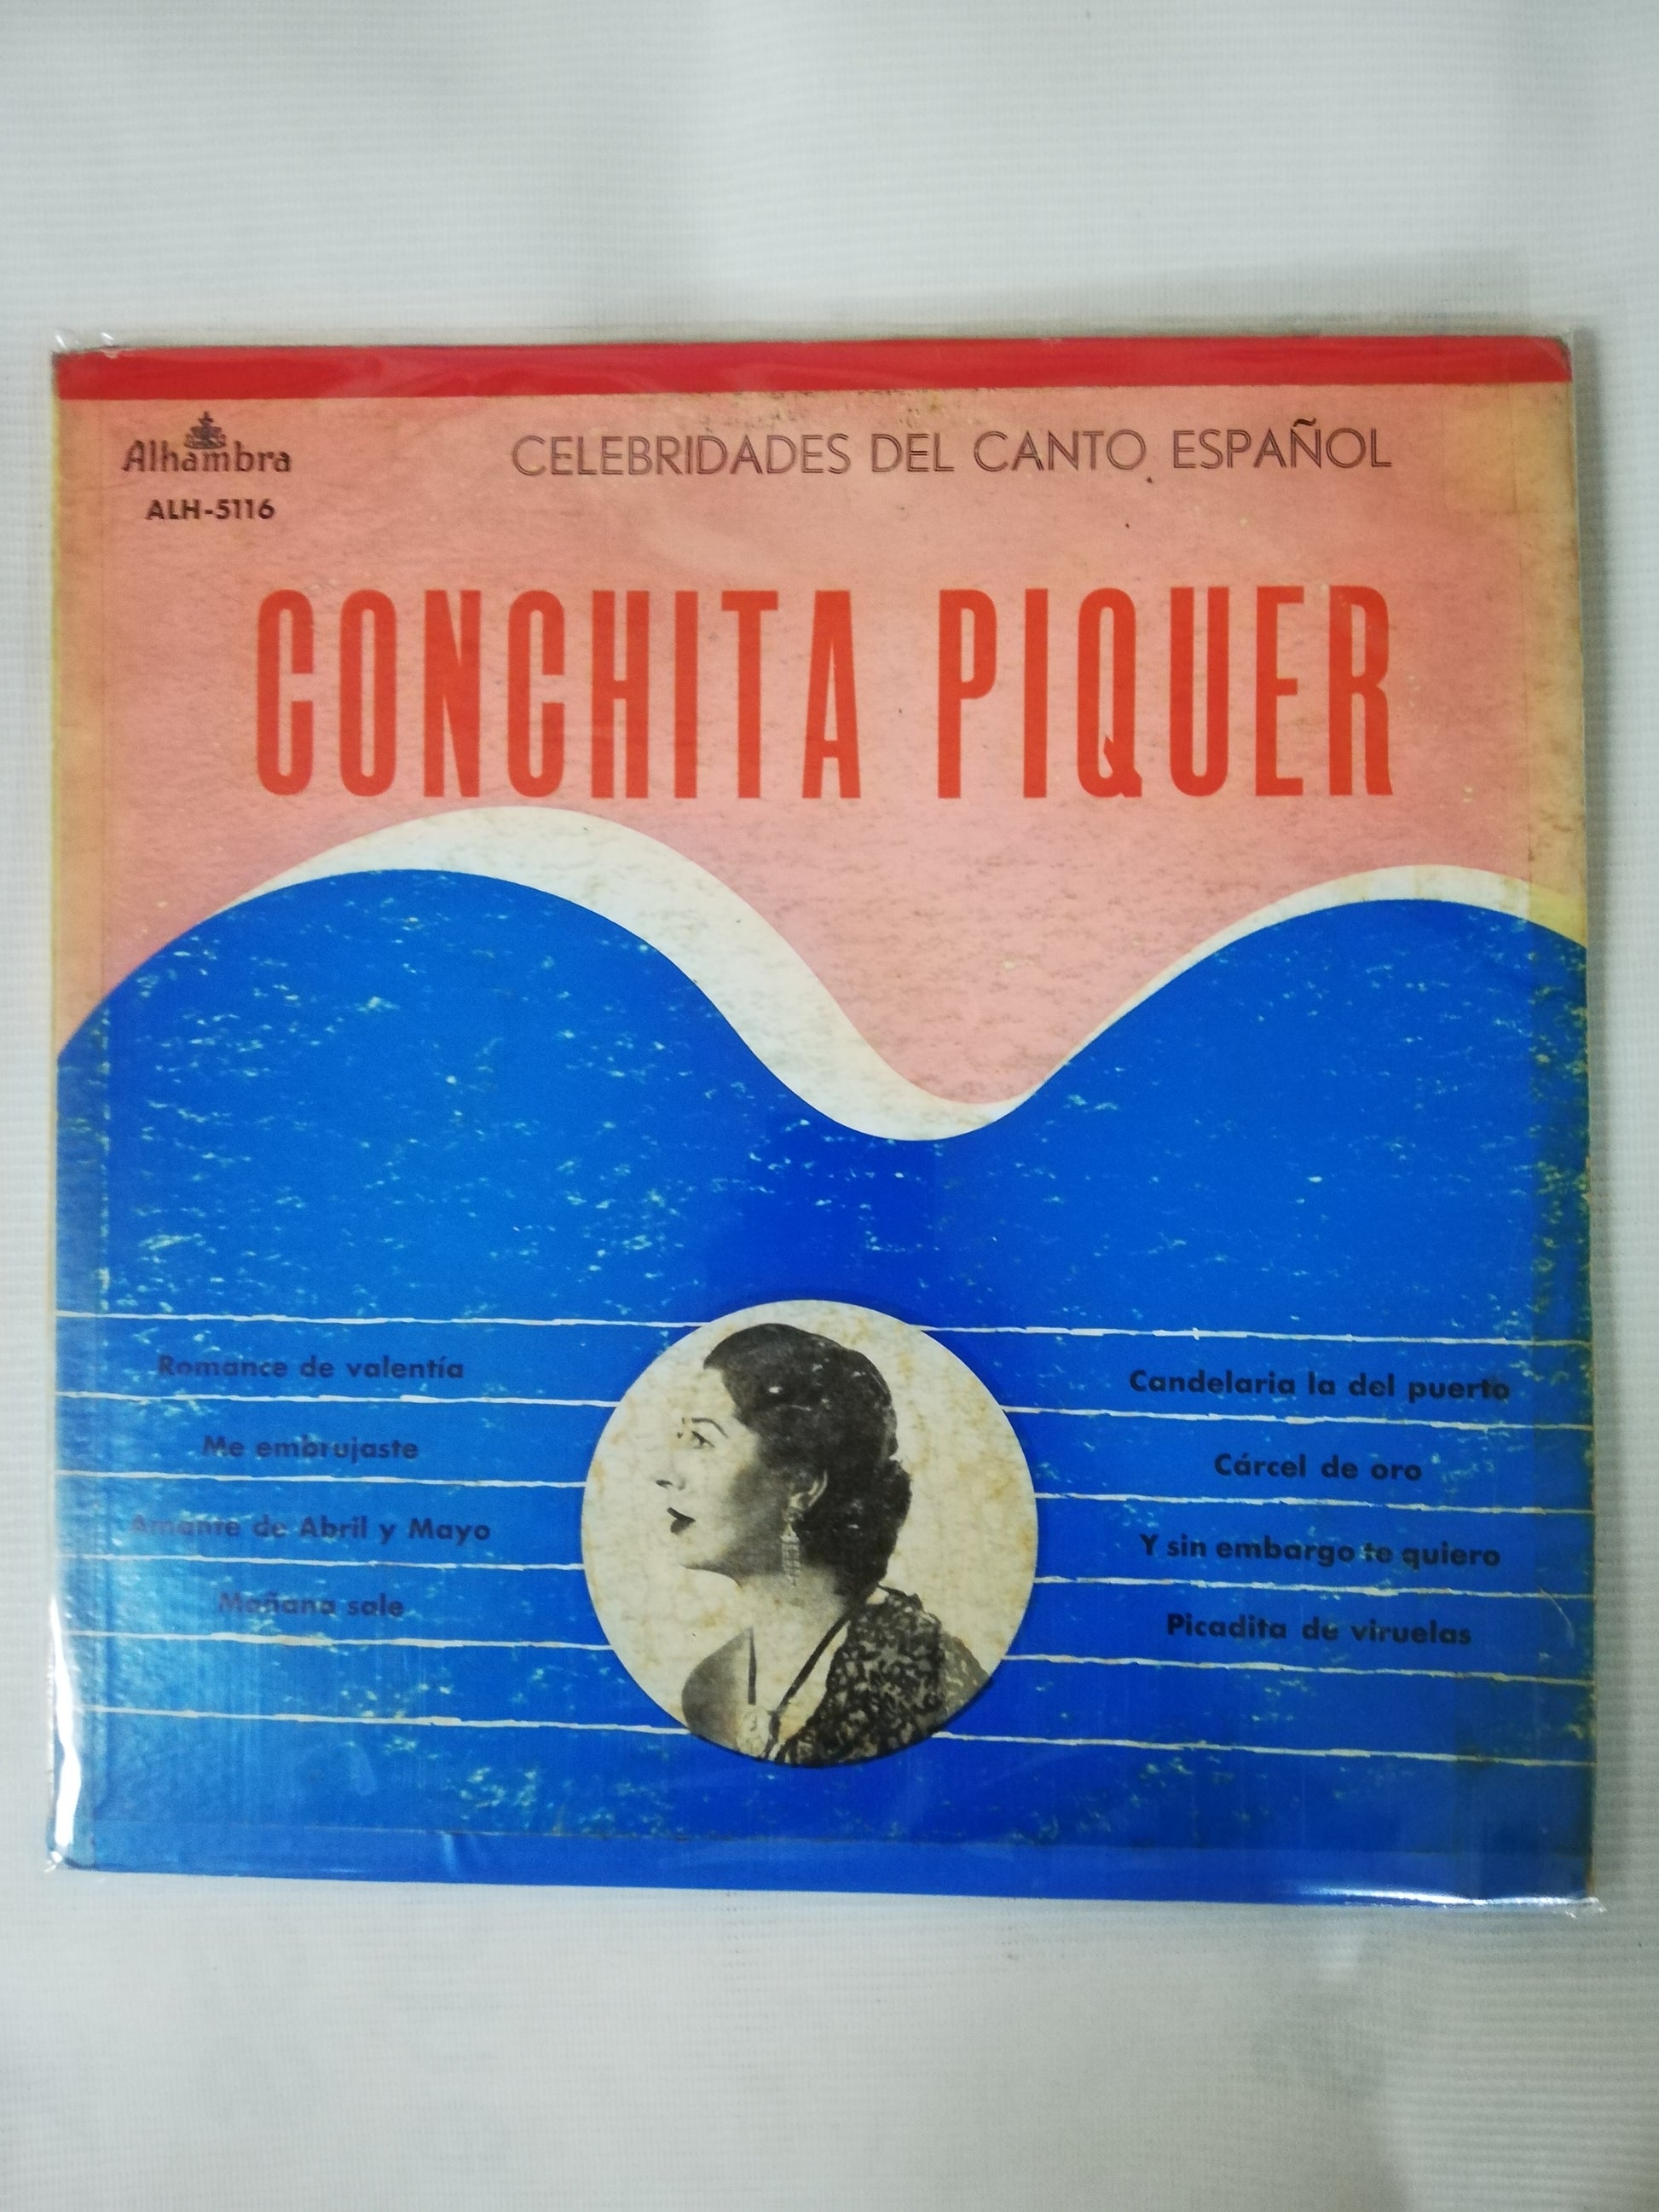 Alhambra
ALH-5116
CELEBRIDADES DEL CANTO ESPAÑOL
CONCHITA PIQUER
Romance de valentía
Me embrujaste
Amante de Abril y Mayo
Mañana sale
Candelaria la del puerto
Cárcel de oro
Y sin embargo te quiero
Picadita de viruelas